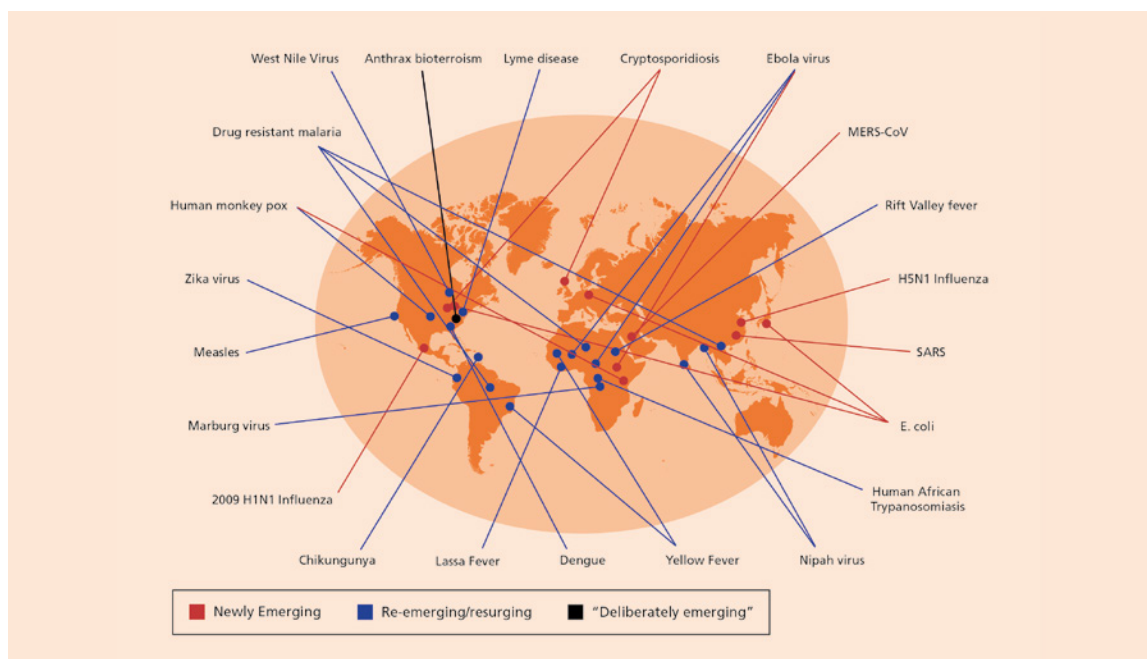 West Nile Virus
Anthrax bioterroism
Lyme disease
Cryptosporidiosis
Ebola virus
Drug resistant malaria
MERS-CoV
Human monkey pox
Rift Valley fever
Zika virus
H5N1 Influenza
Measles
SARS
Marburg virus
E. coli
2009 H1N1 Influenza
Human African
Trypanosomiasis
Chikungunya
Lassa Fever
Dengue
Yellow Fever
Nipah virus
Newly Emerging
Re-emerging/resurging
“Deliberately emerging”